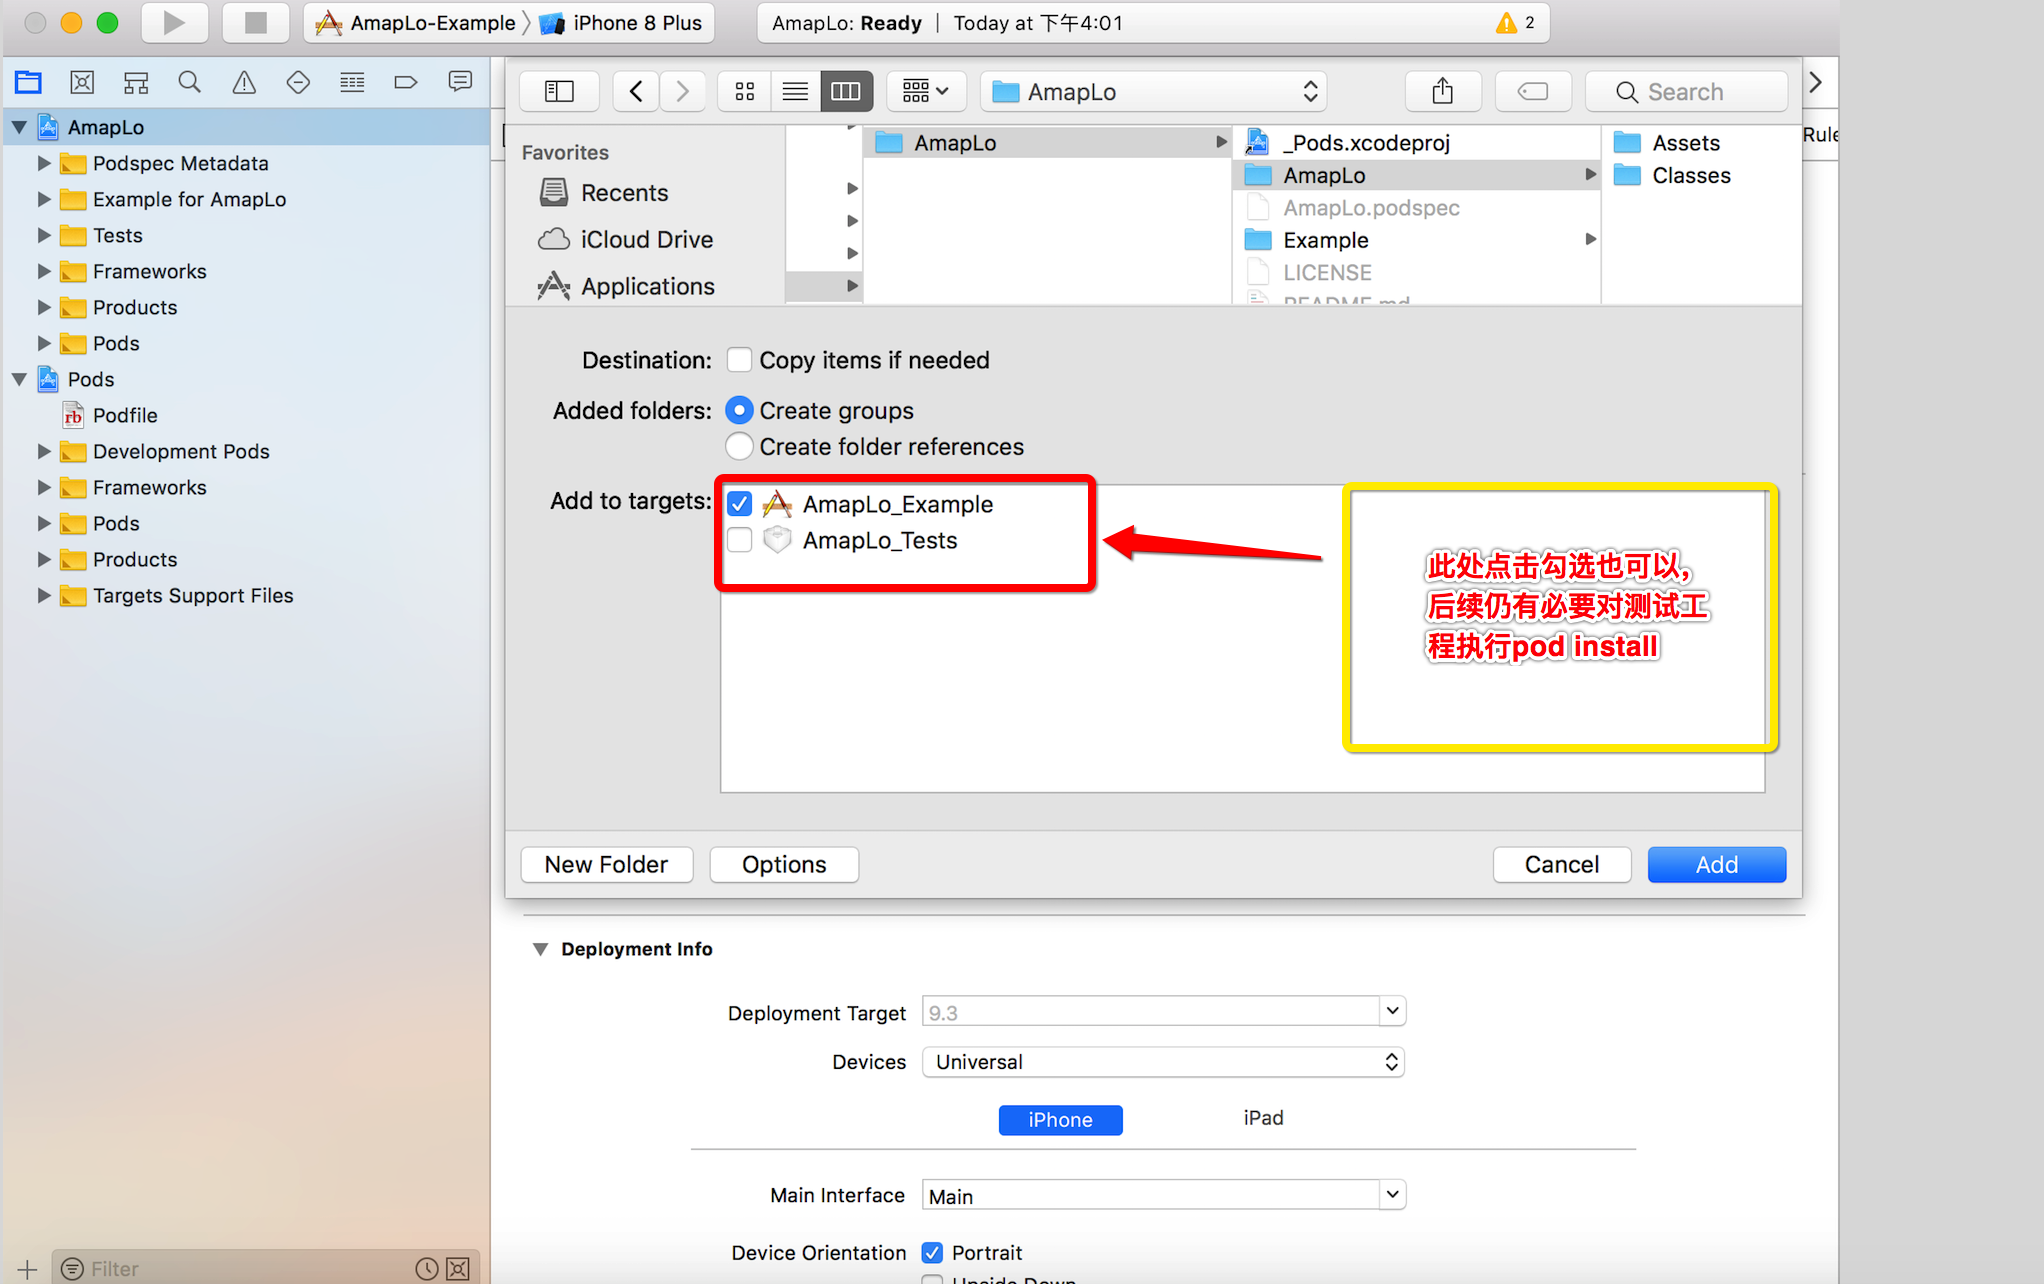 AmapLo-Example
iPhone 8 Plus
AmapLo: Ready | Today at 下午4:01
2
AmapLo
Search
Rule
AmapLo
Podspec Metadata
Example for AmapLo
Tests
Frameworks
Products
Pods
Pods
Podfile
Development Pods
Frameworks
Pods
Products
Targets Support Files
Filter
Favorites
Recents
iCloud Drive
Applications
AmapLo
_Pods.xcodeproj
AmapLo
AmapLo.podspec
Example
LICENSE
README.md
Assets
Classes
Destination:
Copy items if needed
Added folders:
Create groups
Create folder references
Add to targets:
AmapLo_Example
AmapLo_Tests
此处点击勾选也可以,
后续仍有必要对测试工
程执行pod install
New Folder
Options
Cancel
Add
Deployment Info
Deployment Target
9.3
Devices
Universal
iPhone
iPad
Main Interface
Main
Device Orientation
Portrait
Upside Down